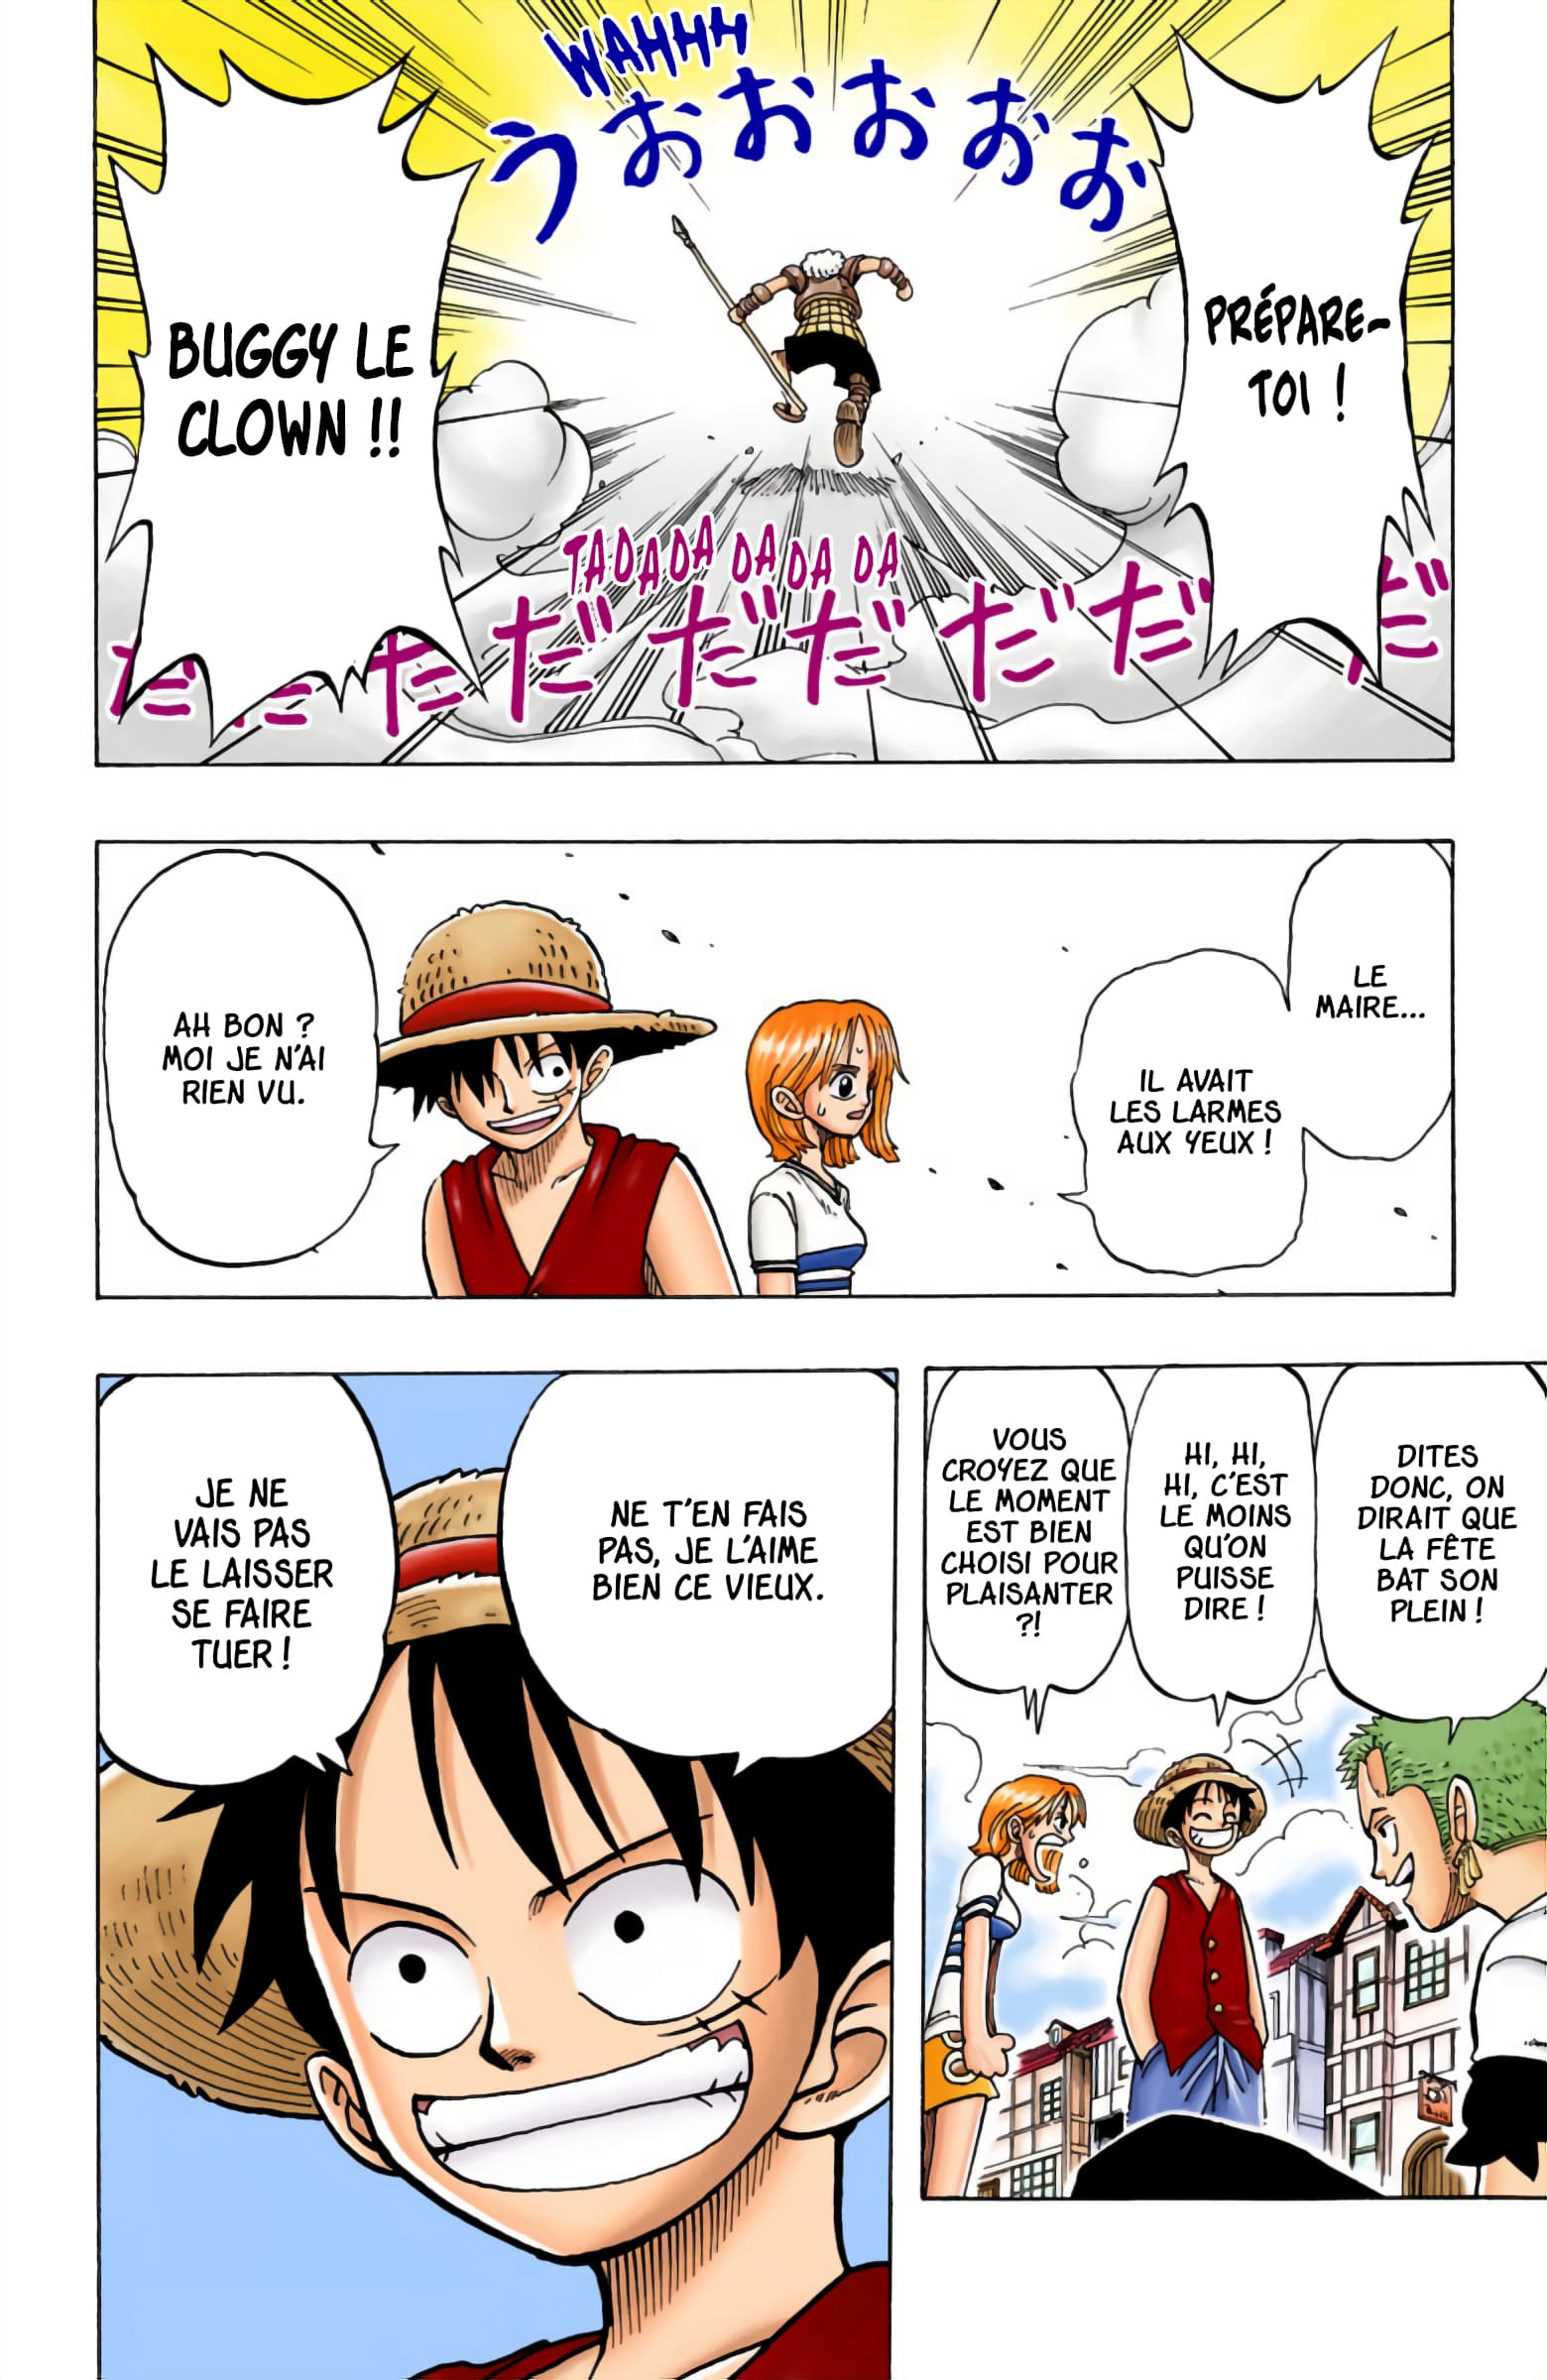 PRÉPARE-
TOI !
WAHHH
うおおおおお
BUGGY LE
CLOWN !!
TADADA DADA DA
だだだだだだただだ
LE
MAIRE...
IL AVAIT
LES LARMES
AUX YEUX !
AH BON ?
MOI JE N'AI
RIEN VU.
DITES
DONC, ON
DIRAIT QUE
LA FÊTE
BAT SON
PLEIN !
HI, HI,
HI, C'EST
LE MOINS
QU'ON
PUISSE
DIRE !
VOUS
CROYEZ QUE
LE MOMENT
EST BIEN
CHOISI POUR
PLAISANTER
?!
NE T'EN FAIS
PAS, JE L'AIME
BIEN CE VIEUX.
JE NE
VAIS PAS
LE LAISSER
SE FAIRE
TUER !